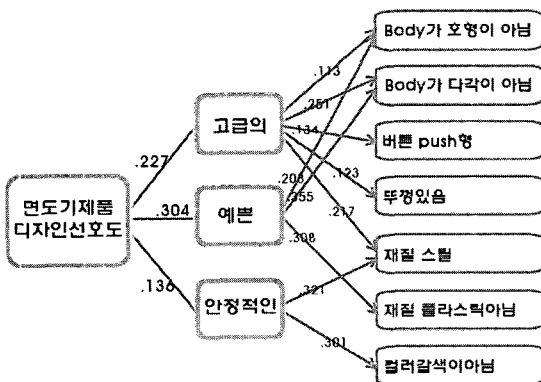 면도기제품
디자인선호도
.227
.304
.136
고급의
예쁜
안정적인
.113
.251
.134
.123
.217
.203
.355
.308
.321
.301
Body가 호형이 아님
Body가 다각이 아님
버튼 push형
뚜껑있음
재질 스틸
재질 플라스틱아님
컬러갈색이아님